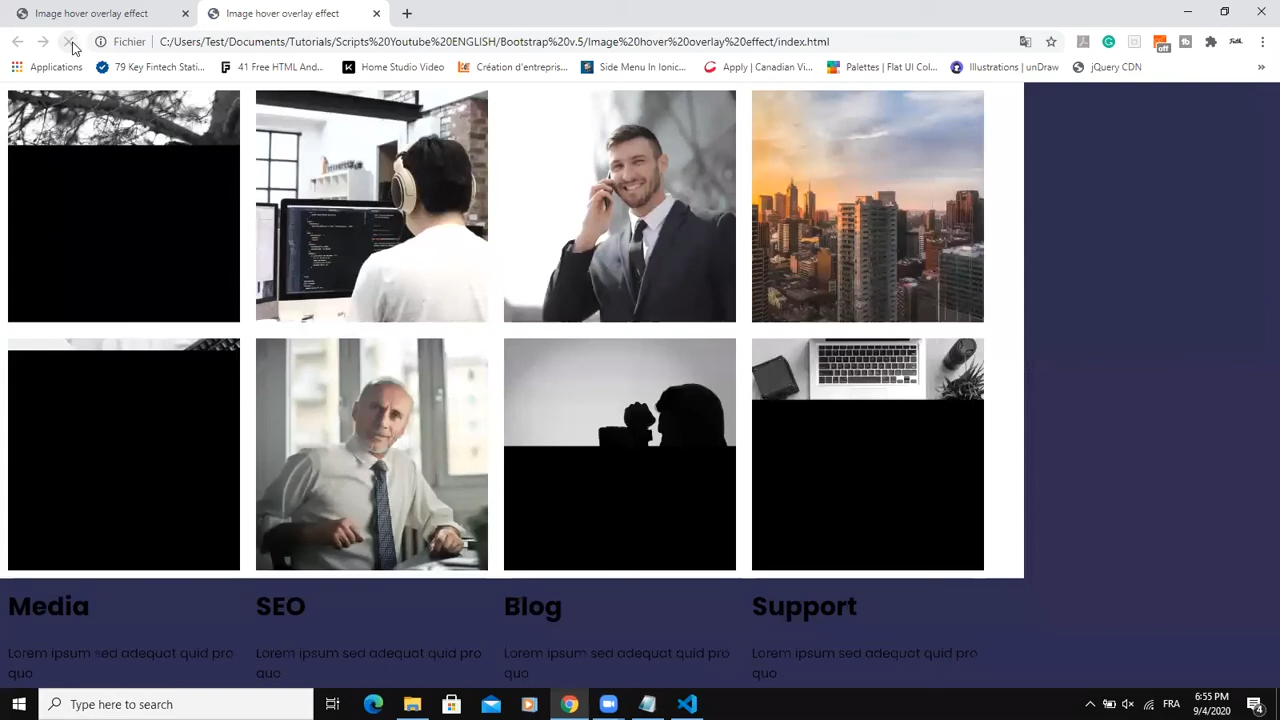 Image hover overlay effect
Image hover overlay effect
Fichier
C:/Users/Test/Documents/Tutorials/Scripts%20Youtube%20ENGLISH/Bootstrap%20v.5/Image%20hover%20overlay%20effect/index.html
off
Applications
79 Key Fintech Stati...
41 Free HTML And...
Home Studio Video
Création d'entrepris...
Side Menu In Ionic...
Apply | Canadian Vi...
Palettes | Flat UI Col...
Illustrations | unDraw
jQuery CDN
Media
SEO
Blog
Support
Lorem ipsum sed adequat quid pro
quo
Lorem ipsum sed adequat quid pro
quo
Lorem ipsum sed adequat quid pro
quo
Lorem ipsum sed adequat quid pro
quo
Type here to search
FRA
6:55 PM
9/4/2020
4